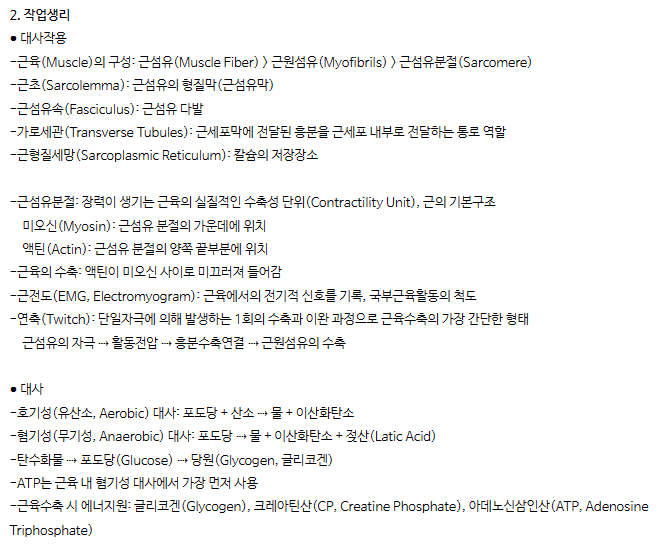 2. 작업생리
● 대사작용
-근육(Muscle)의 구성: 근섬유(Muscle Fiber) > 근원섬유(Myofibrils) > 근섬유분절(Sarcomere)
-근초(Sarcolemma): 근섬유의 형질막(근섬유막)
-근섬유속(Fasciculus): 근섬유 다발
-가로세관(Transverse Tubules): 근세포막에 전달된 흥분을 근세포 내부로 전달하는 통로 역할
-근형질세망(Sarcoplasmic Reticulum): 칼슘의 저장장소
-근섬유분절: 장력이 생기는 근육의 실질적인 수축성 단위(Contractility Unit), 근의 기본구조
미오신(Myosin): 근섬유 분절의 가운데에 위치
액틴(Actin): 근섬유 분절의 양쪽 끝부분에 위치
-근육의 수축: 액틴이 미오신 사이로 미끄러져 들어감
-근전도(EMG, Electromyogram): 근육에서의 전기적 신호를 기록, 국부근육활동의 척도
-연축(Twitch): 단일자극에 의해 발생하는 1회의 수축과 이완 과정으로 근육수축의 가장 간단한 형태
근섬유의 자극 → 활동전압 → 흥분수축연결 → 근원섬유의 수축
● 대사
-호기성(유산소, Aerobic) 대사: 포도당 + 산소 → 물 + 이산화탄소
-혐기성(무기성, Anaerobic) 대사: 포도당 → 물 + 이산화탄소 + 젖산(Latic Acid)
-탄수화물 → 포도당(Glucose) → 당원(Glycogen, 글리코겐)
-ATP는 근육 내 혐기성 대사에서 가장 먼저 사용
-근육수축 시 에너지원: 글리코겐(Glycogen), 크레아틴산(CP, Creatine Phosphate), 아데노신삼인산(ATP, Adenosine
Triphosphate)